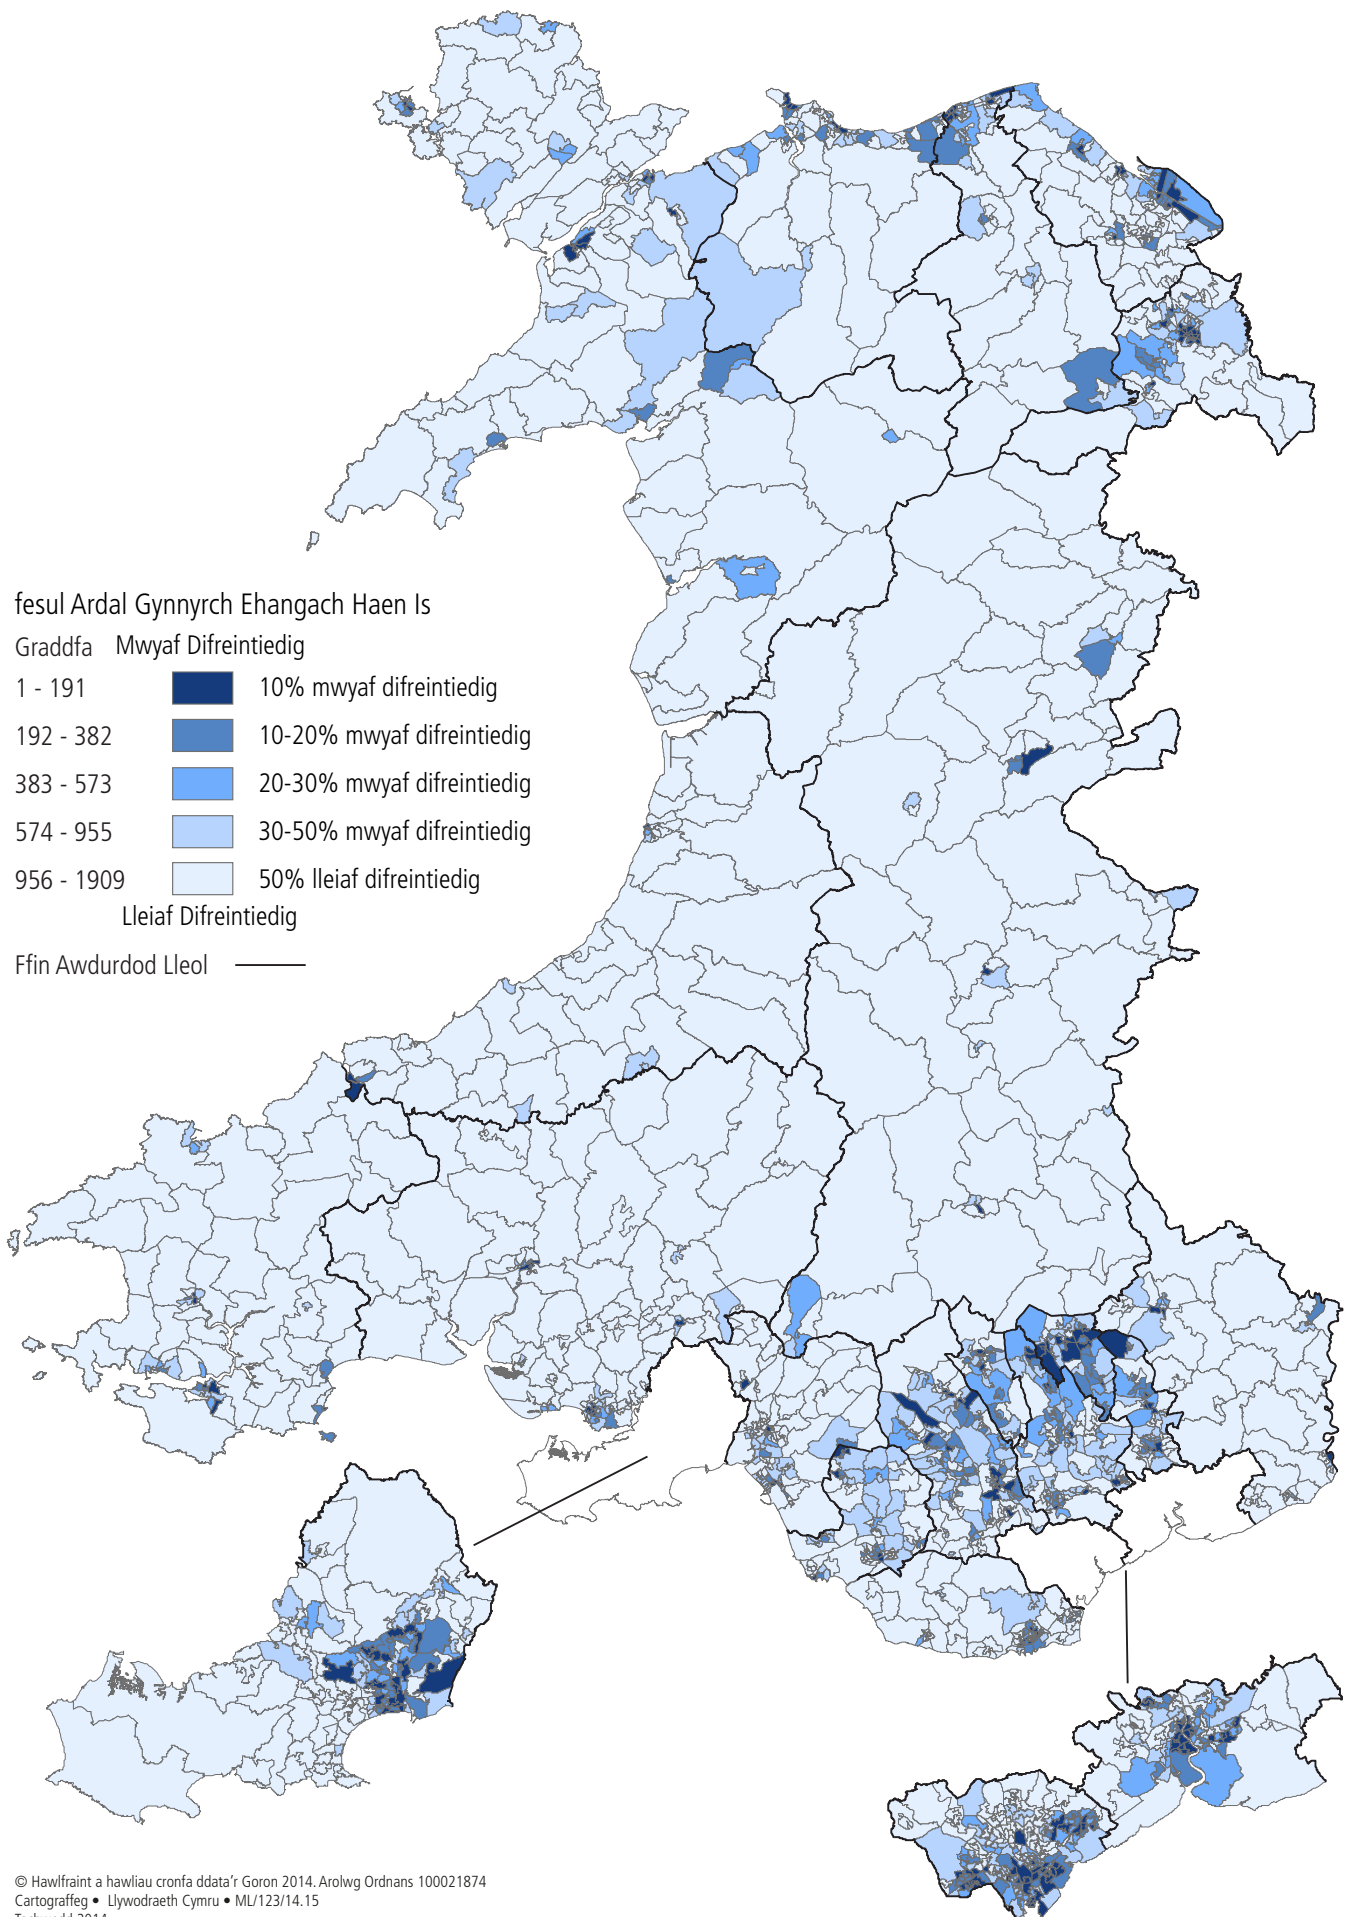 fesul Ardal Gynnyrch Ehangach Haen Is
Graddfa Mwyaf Difreintiedig
1 - 191 10% mwyaf difreintiedig
192 - 382 10-20% mwyaf difreintiedig
383 - 573 20-30% mwyaf difreintiedig
574 - 955 30-50% mwyaf difreintiedig
956 - 1909 50% lleiaf difreintiedig
Lleiaf Difreintiedig
Ffin Awdurdod Lleol
© Hawlfraint a hawliau cronfa ddata'r Goron 2014. Arolwg Ordnans 100021874
Cartograffeg • Llywodraeth Cymru • ML/123/14.15
Tachwedd 2014